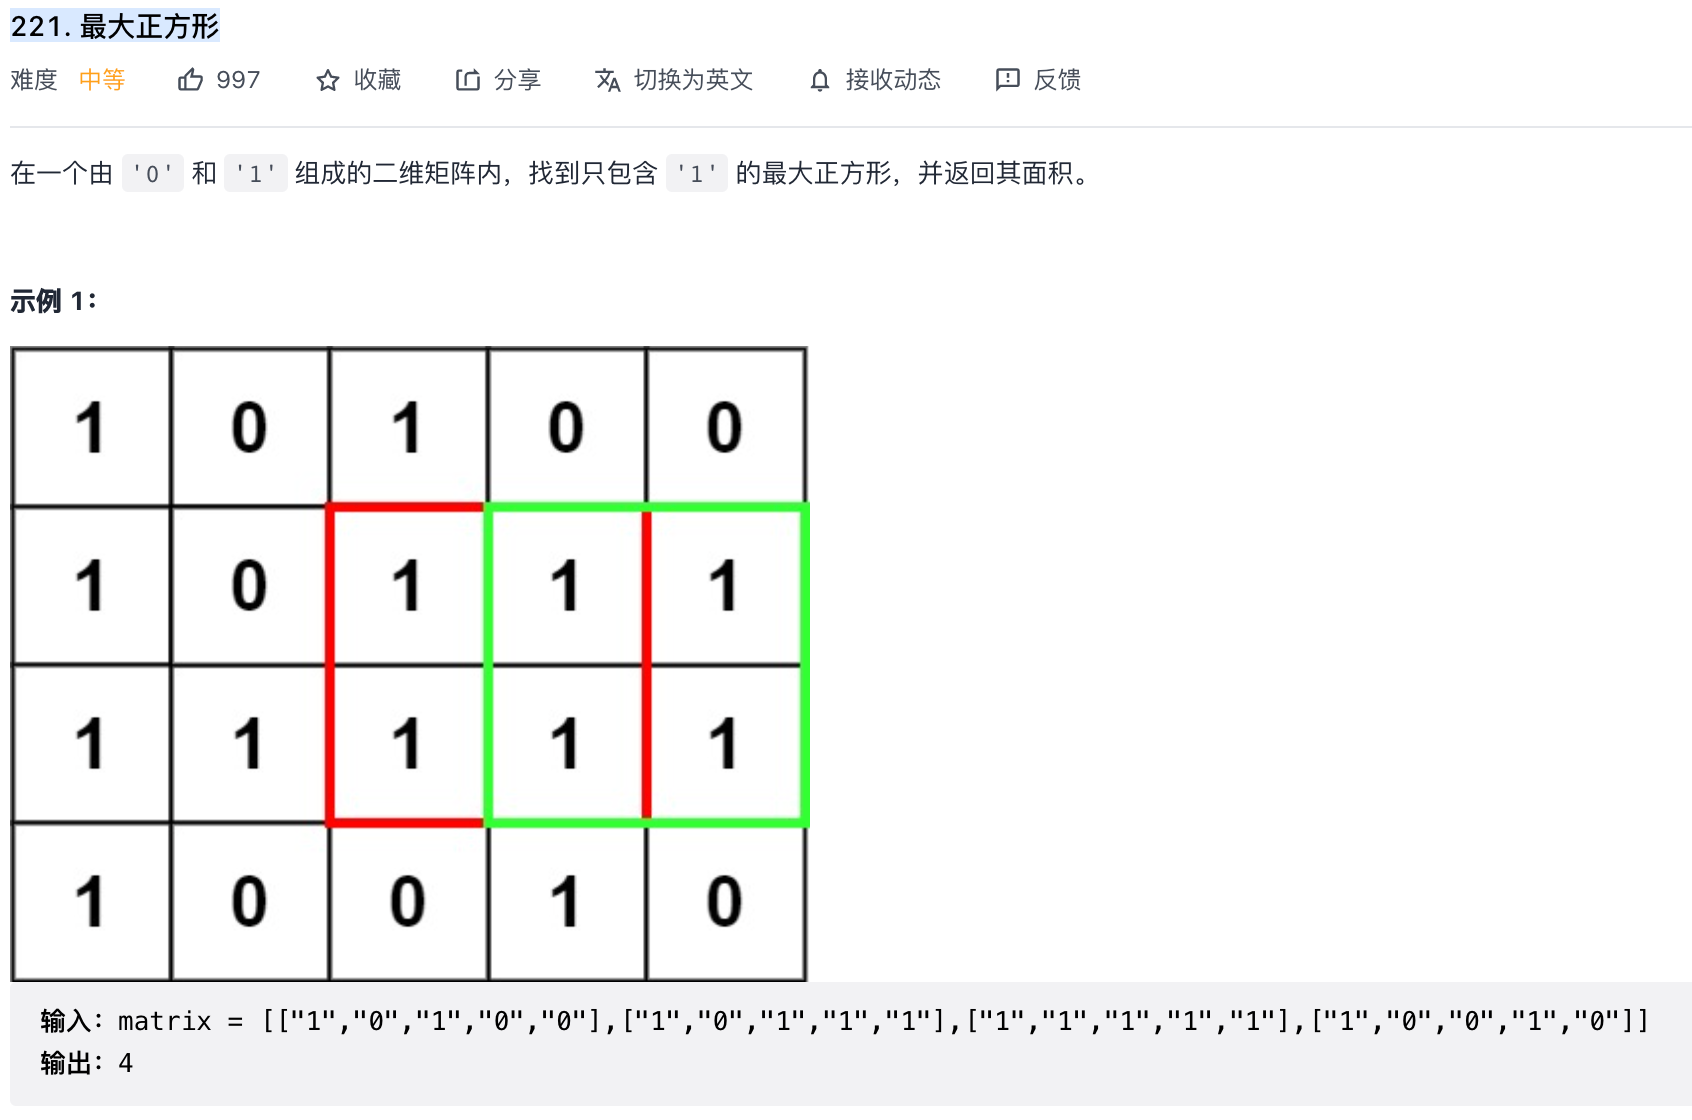 221. 最大正方形
难度 中等 997 收藏 分享 切换为英文 接收动态 反馈
在一个由 '0' 和 '1' 组成的二维矩阵内，找到只包含 '1' 的最大正方形，并返回其面积。
示例 1：
1 0 1 0 0
1 0 1 1 1
1 1 1 1 1
1 0 0 1 0
输入：matrix = [["1","0","1","0","0"],["1","0","1","1","1"],["1","1","1","1","1"],["1","0","0","1","0"]]
输出：4